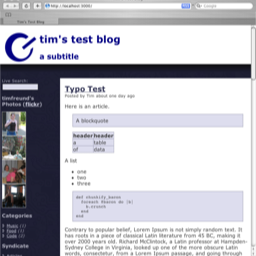 http://localhost:3000/
Google
Tim's Test Blog
tim's test blog
a subtitle
Live Search
timfreund's
Photos (flickr)
Categories
Syndicate
Typo Test
Posted by Tim about one day ago
Here is an article.
A blockquote
header header
a table
of data
A list
one
two
three
end
end
Contrary to popular belief, Lorem Ipsum is not simply random text. It
has roots in a piece of classical Latin literature from 45 BC, making it
over 2000 years old. Richard McClintock, a Latin professor at Hampden-
Sydney College in Virginia, looked up one of the more obscure Latin
words, consectetur, from a Lorem Ipsum passage, and going through